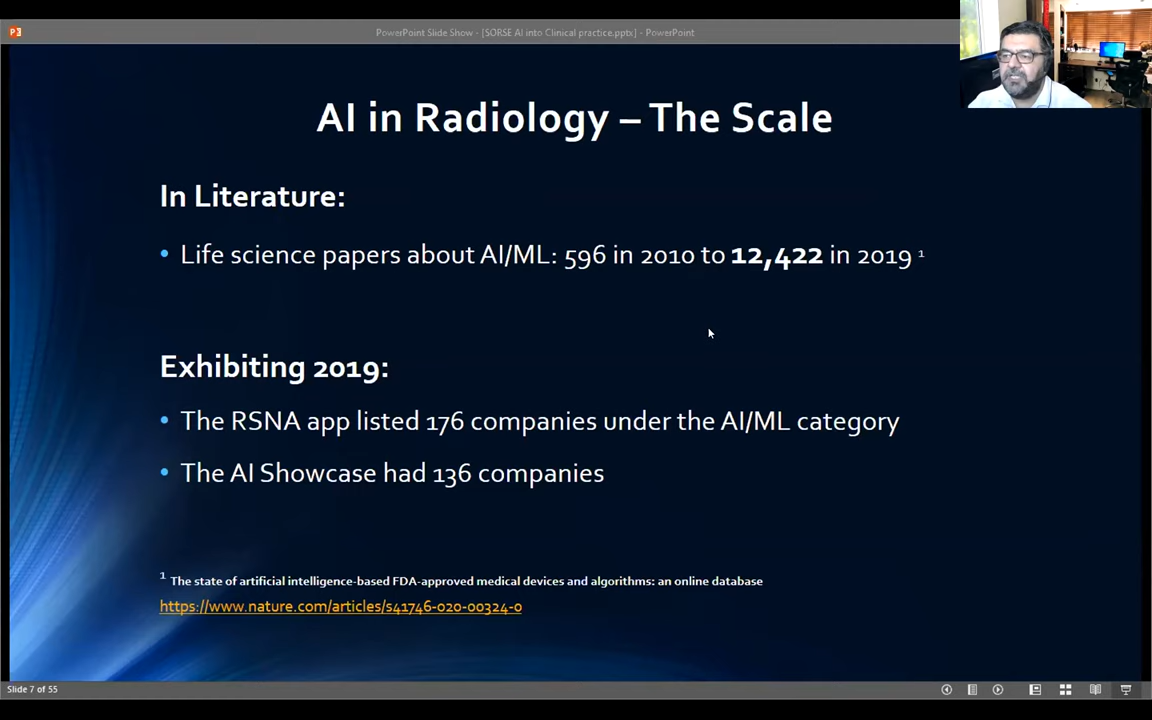 PowerPoint Slide Show - [SORSE AI into Clinical practice.pptx] - PowerPoint
AI in Radiology – The Scale
In Literature:
• Life science papers about AI/ML: 596 in 2010 to 12,422 in 2019 ¹
Exhibiting 2019:
• The RSNA app listed 176 companies under the AI/ML category
• The AI Showcase had 136 companies
¹ The state of artificial intelligence-based FDA-approved medical devices and algorithms: an online database
https://www.nature.com/articles/s41746-020-00324-0
Slide 7 of 55